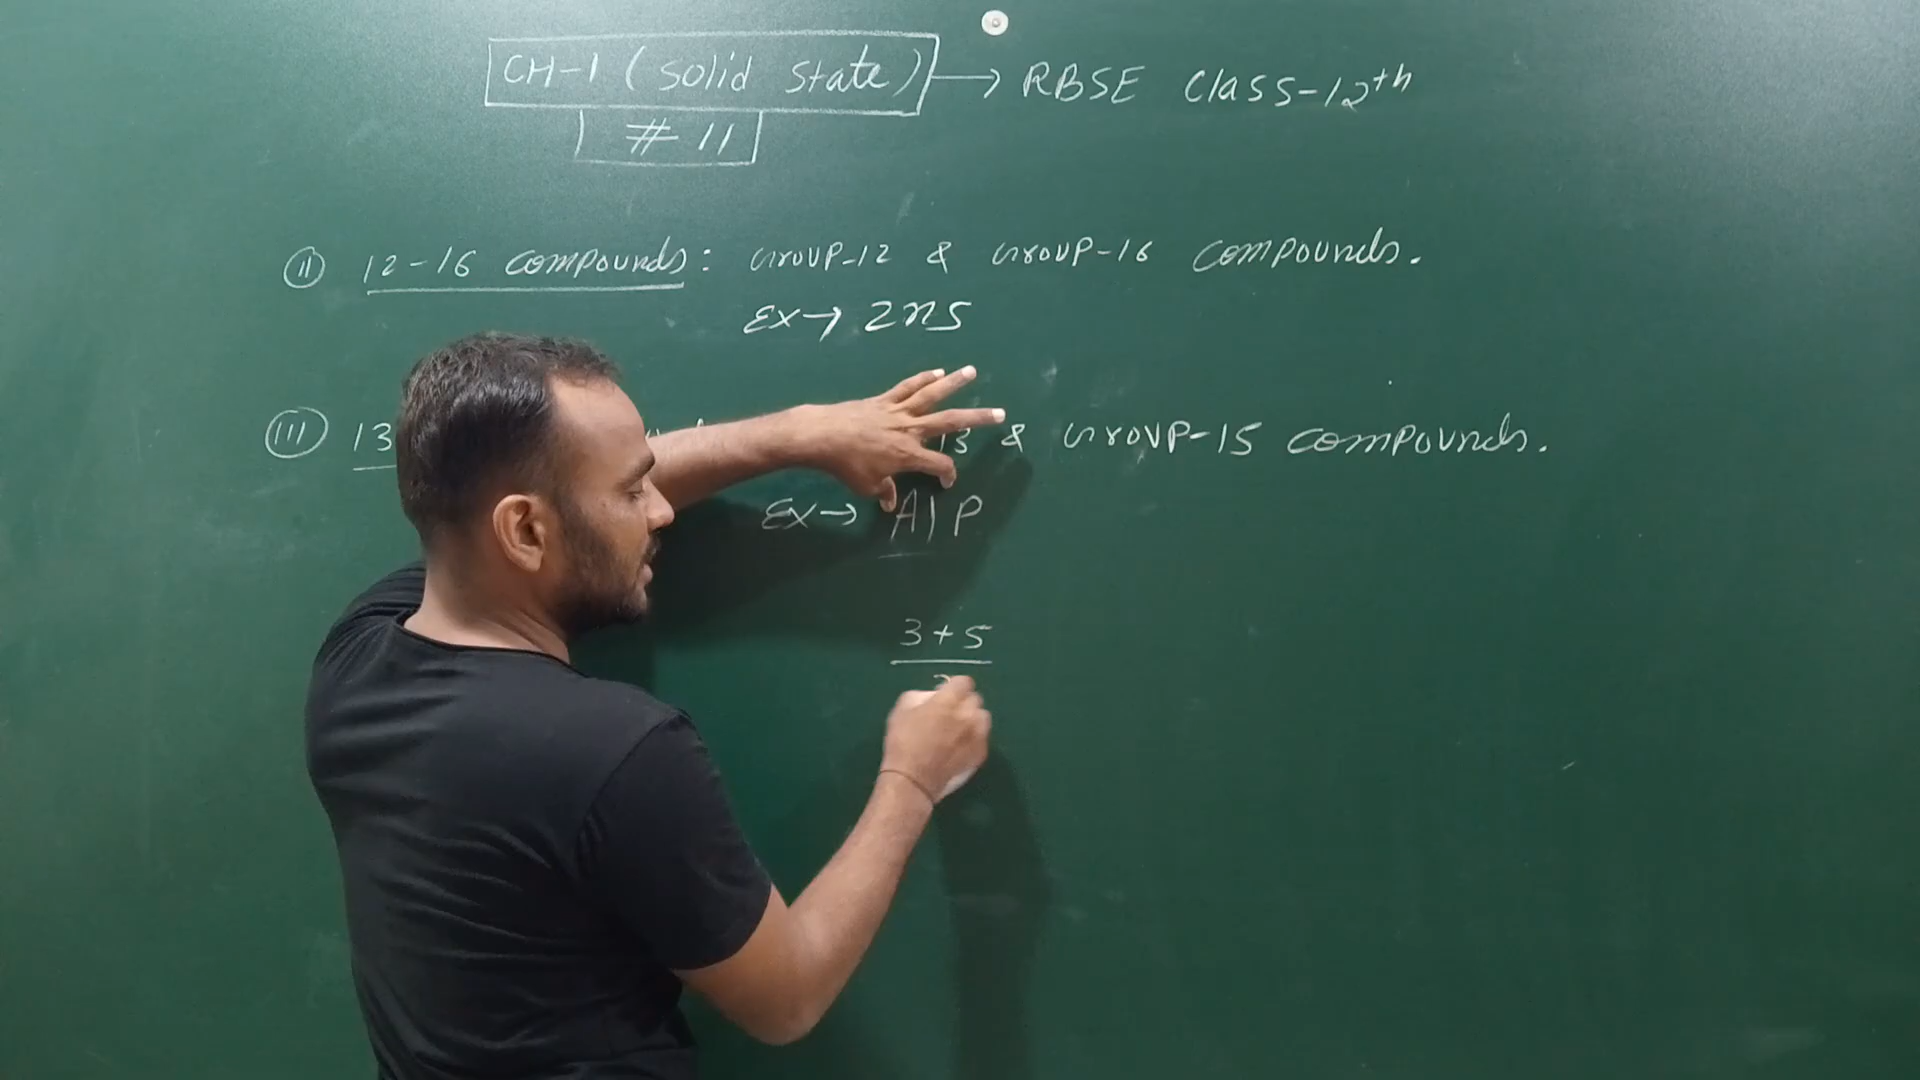 CH-1 (Solid State) → RBSE Class-12th
# 11
(ii) 12-16 compounds: Group-12 & Group-16 compounds.
Ex → ZnS
(iii) 13 13 & Group-15 compounds.
Ex → AlP
3+5